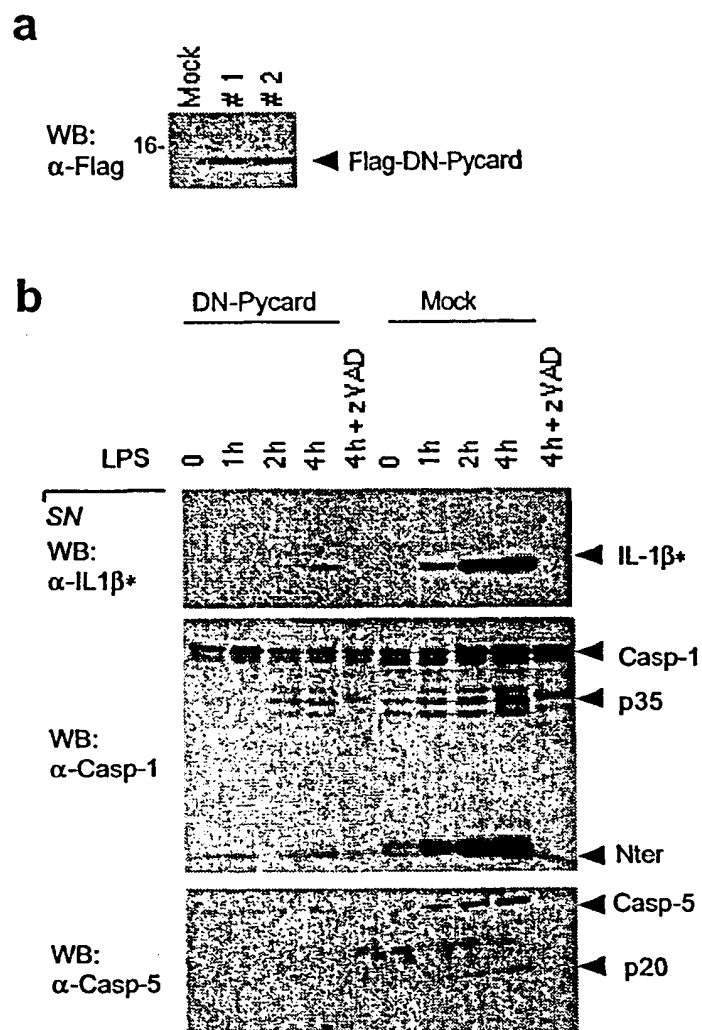 a
Mock
# 1
# 2
WB:
α-Flag
16-
Flag-DN-Pycard
b
DN-Pycard
Mock
LPS
0
1h
2h
4h
4h + zYAD
0
1h
2h
4h
4h + zYAD
SN
WB:
α-IL1β*
IL-1β*
Casp-1
p35
WB:
α-Casp-1
Nter
Casp-5
WB:
α-Casp-5
p20